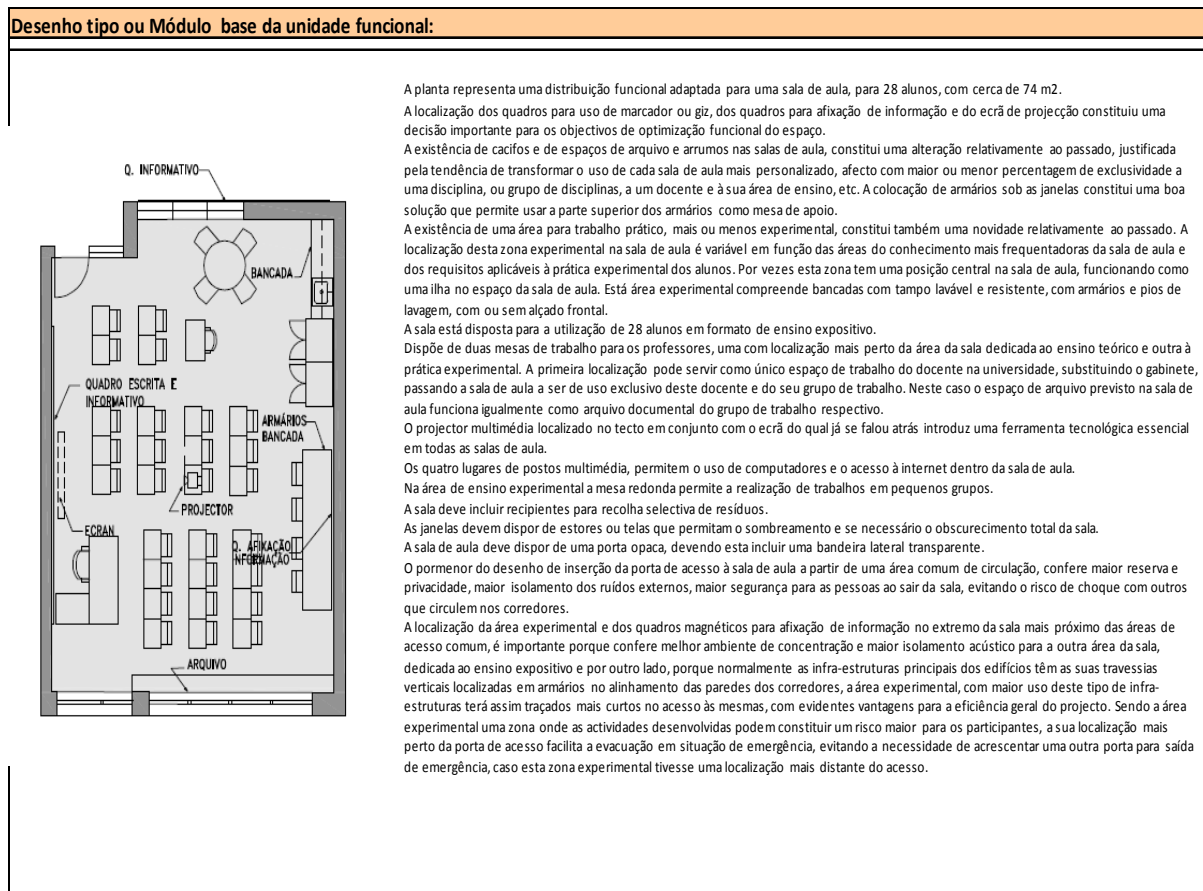 Desenho tipo ou Módulo base da unidade funcional:
A planta representa uma distribuição funcional adaptada para uma sala de aula, para 28 alunos, com cerca de 74 m2.
A localização dos quadros para uso de marcador ou giz, dos quadros para afixação de informação e do ecrã de projecção constituiu uma
decisão importante para os objectivos de optimização funcional do espaço.
A existência de cacifos e de espaços de arquivo e arrumos nas salas de aula, constitui uma alteração relativamente ao passado, justificada
pela tendência de transformar o uso de cada sala de aula mais personalizado, afecto com maior ou menor percentagem de exclusividade a
uma disciplina, ou grupo de disciplinas, a um docente e à sua área de ensino, etc. A colocação de armários sob as janelas constitui uma boa
solução que permite usar a parte superior dos armários como mesa de apoio.
A existência de uma área para trabalho prático, mais ou menos experimental, constitui também uma novidade relativamente ao passado. A
localização desta zona experimental na sala de aula é variável em função das áreas do conhecimento mais frequentadoras da sala de aula e
dos requisitos aplicáveis à prática experimental dos alunos. Por vezes esta zona tem uma posição central na sala de aula, funcionando como
uma ilha no espaço da sala de aula. Está área experimental compreende bancadas com tampo lavável e resistente, com armários e pios de
lavagem, com ou sem alçado frontal.
A sala está disposta para a utilização de 28 alunos em formato de ensino expositivo.
Dispõe de duas mesas de trabalho para os professores, uma com localização mais perto da área da sala dedicada ao ensino teórico e outra à
prática experimental. A primeira localização pode servir como único espaço de trabalho do docente na universidade, substituindo o gabinete,
passando a sala de aula a ser de uso exclusivo deste docente e do seu grupo de trabalho. Neste caso o espaço de arquivo previsto na sala de
aula funciona igualmente como arquivo documental do grupo de trabalho respectivo.
O projector multimédia localizado no tecto em conjunto com o ecrã do qual já se falou atrás introduz uma ferramenta tecnológica essencial
em todas as salas de aula.
Os quatro lugares de postos multimédia, permitem o uso de computadores e o acesso à internet dentro da sala de aula.
Na área de ensino experimental a mesa redonda permite a realização de trabalhos em pequenos grupos.
A sala deve incluir recipientes para recolha selectiva de resíduos.
As janelas devem dispor de estores ou telas que permitam o sombreamento e se necessário o obscurecimento total da sala.
A sala de aula deve dispor de uma porta opaca, devendo esta incluir uma bandeira lateral transparente.
O pormenor do desenho de inserção da porta de acesso à sala de aula a partir de uma área comum de circulação, confere maior reserva e
privacidade, maior isolamento dos ruídos externos, maior segurança para as pessoas ao sair da sala, evitando o risco de choque com outros
que circulem nos corredores.
A localização da área experimental e dos quadros magnéticos para afixação de informação no extremo da sala mais próximo das áreas de
acesso comum, é importante porque confere melhor ambiente de concentração e maior isolamento acústico para a outra área da sala,
dedicada ao ensino expositivo e por outro lado, porque normalmente as infra-estruturas principais dos edifícios têm as suas travessias
verticais localizadas em armários no alinhamento das paredes dos corredores, a área experimental, com maior uso deste tipo de infra-
estruturas terá assim traçados mais curtos no acesso às mesmas, com evidentes vantagens para a eficiência geral do projecto. Sendo a área
experimental uma zona onde as actividades desenvolvidas podem constituir um risco maior para os participantes, a sua localização mais
perto da porta de acesso facilita a evacuação em situação de emergência, evitando a necessidade de acrescentar uma outra porta para saída
de emergência, caso esta zona experimental tivesse uma localização mais distante do acesso.
Q. INFORMATIVO
BANCADA
QUADRO ESCRITA E
INFORMATIVO
ARMÁRIOS
BANCADA
PROJECTOR
ECRAN
Q. AFIXAÇÃO
INFORMAÇÃO
ARQUIVO